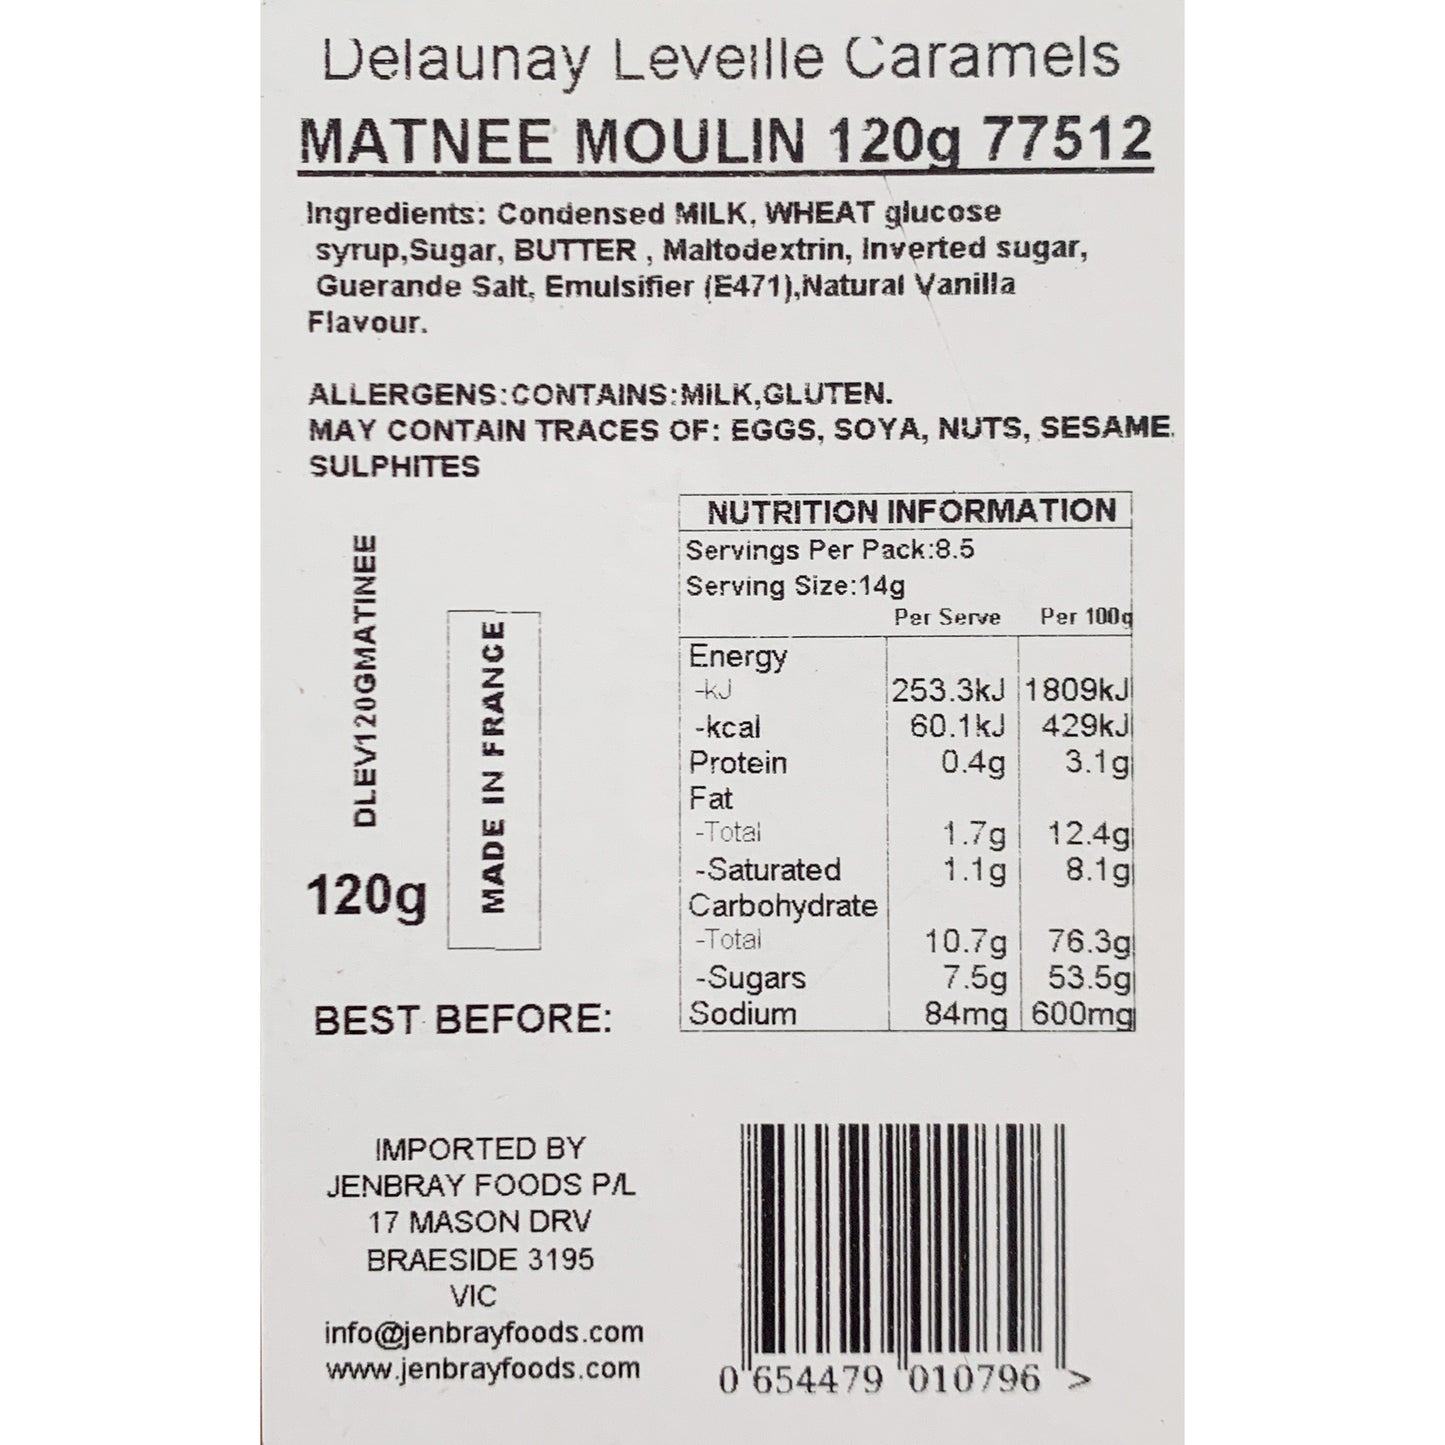 Delaunay Leveille Caramels
MATNEE MOULIN 120g 77512
Ingredients: Condensed MILK, WHEAT glucose
syrup,Sugar, BUTTER , Maltodextrin, Inverted sugar,
Guerande Salt, Emulsifier (E471),Natural Vanilla
Flavour.
ALLERGENS:CONTAINS:MILK,GLUTEN.
MAY CONTAIN TRACES OF: EGGS, SOYA, NUTS, SESAME.
SULPHITES
DLEV120GMATINEE
MADE IN FRANCE
120g
BEST BEFORE:
NUTRITION INFORMATION
Servings Per Pack:8.5
Serving Size:14g
Per Serve Per 100g
Energy
-kJ 253.3kJ 1809kJ
-kcal 60.1kJ 429kJ
Protein 0.4g 3.1g
Fat
-Total 1.7g 12.4g
-Saturated 1.1g 8.1g
Carbohydrate
-Total 10.7g 76.3g
-Sugars 7.5g 53.5g
Sodium 84mg 600mg
IMPORTED BY
JENBRAY FOODS P/L
17 MASON DRV
BRAESIDE 3195
VIC
info@jenbrayfoods.com
www.jenbrayfoods.com
0 654479 010796 >